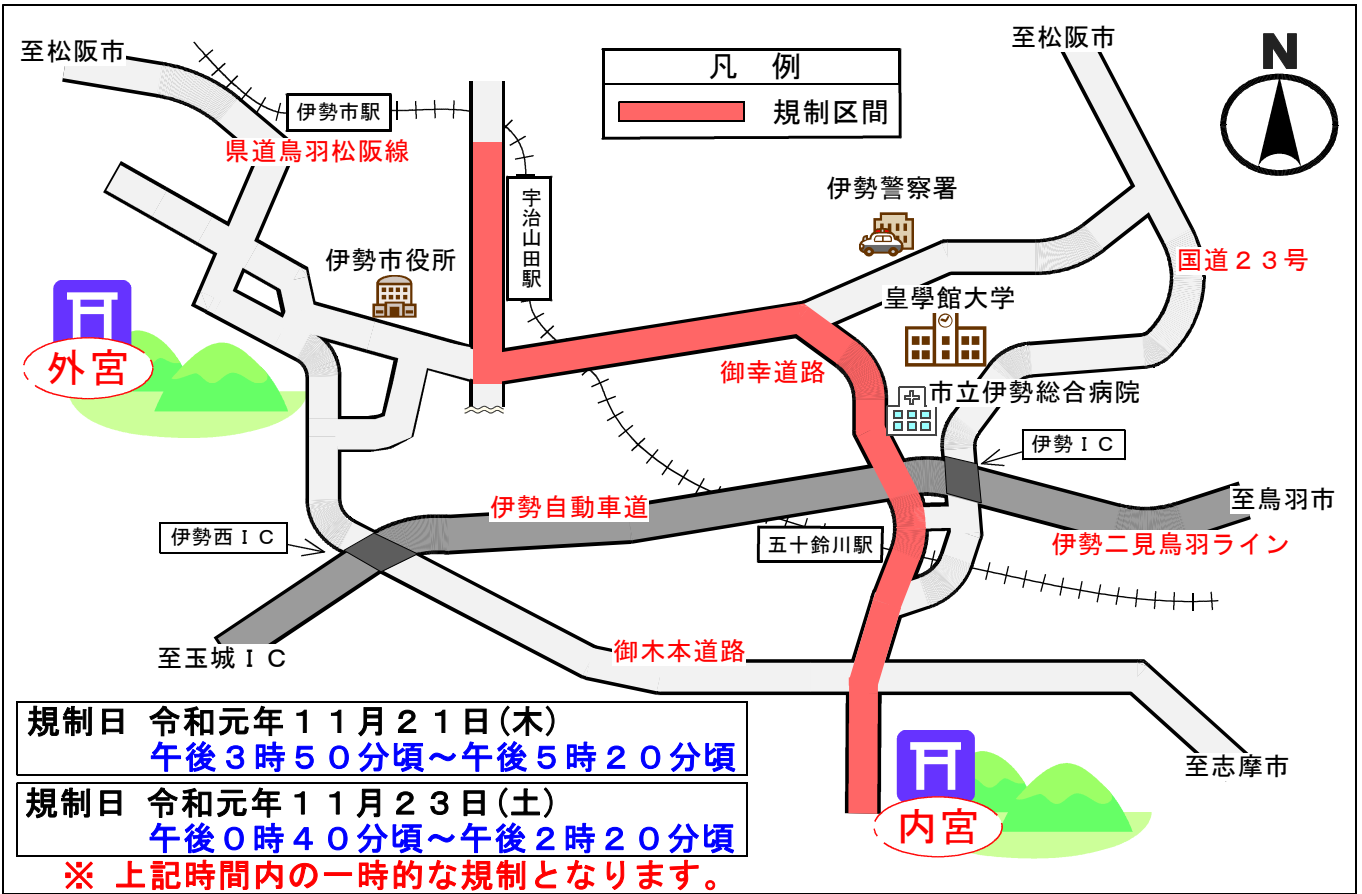 至松阪市
至松阪市
N
凡　例
規制区間
伊勢市駅
県道鳥羽松阪線
宇治山田駅
伊勢警察署
伊勢市役所
国道２３号
皇學館大学
外宮
御幸道路
市立伊勢総合病院
伊勢ＩＣ
伊勢自動車道
至鳥羽市
伊勢西ＩＣ
五十鈴川駅
伊勢二見鳥羽ライン
至玉城ＩＣ
御木本道路
規制日 令和元年１１月２１日(木)
午後３時５０分頃～午後５時２０分頃
至志摩市
規制日 令和元年１１月２３日(土)
午後０時４０分頃～午後２時２０分頃
内宮
※ 上記時間内の一時的な規制となります。